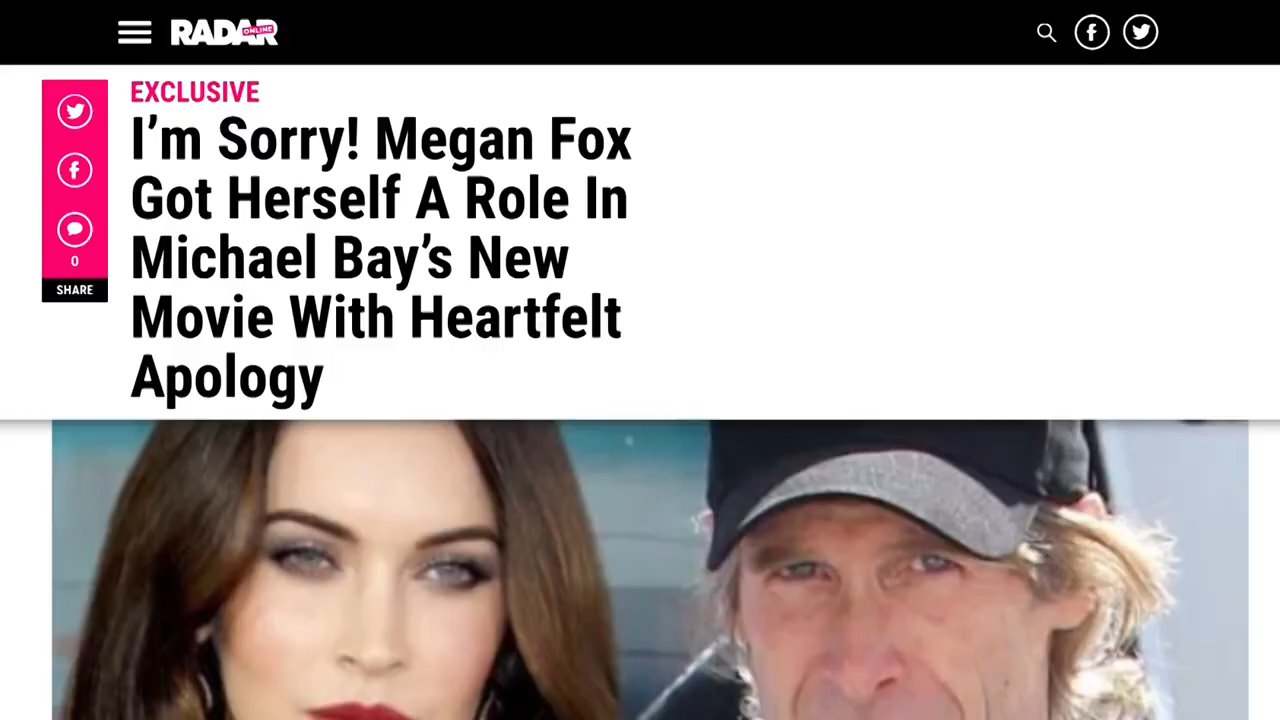 RADAR ONLINE
EXCLUSIVE
I’m Sorry! Megan Fox
Got Herself A Role In
Michael Bay’s New
Movie With Heartfelt
Apology
0
SHARE